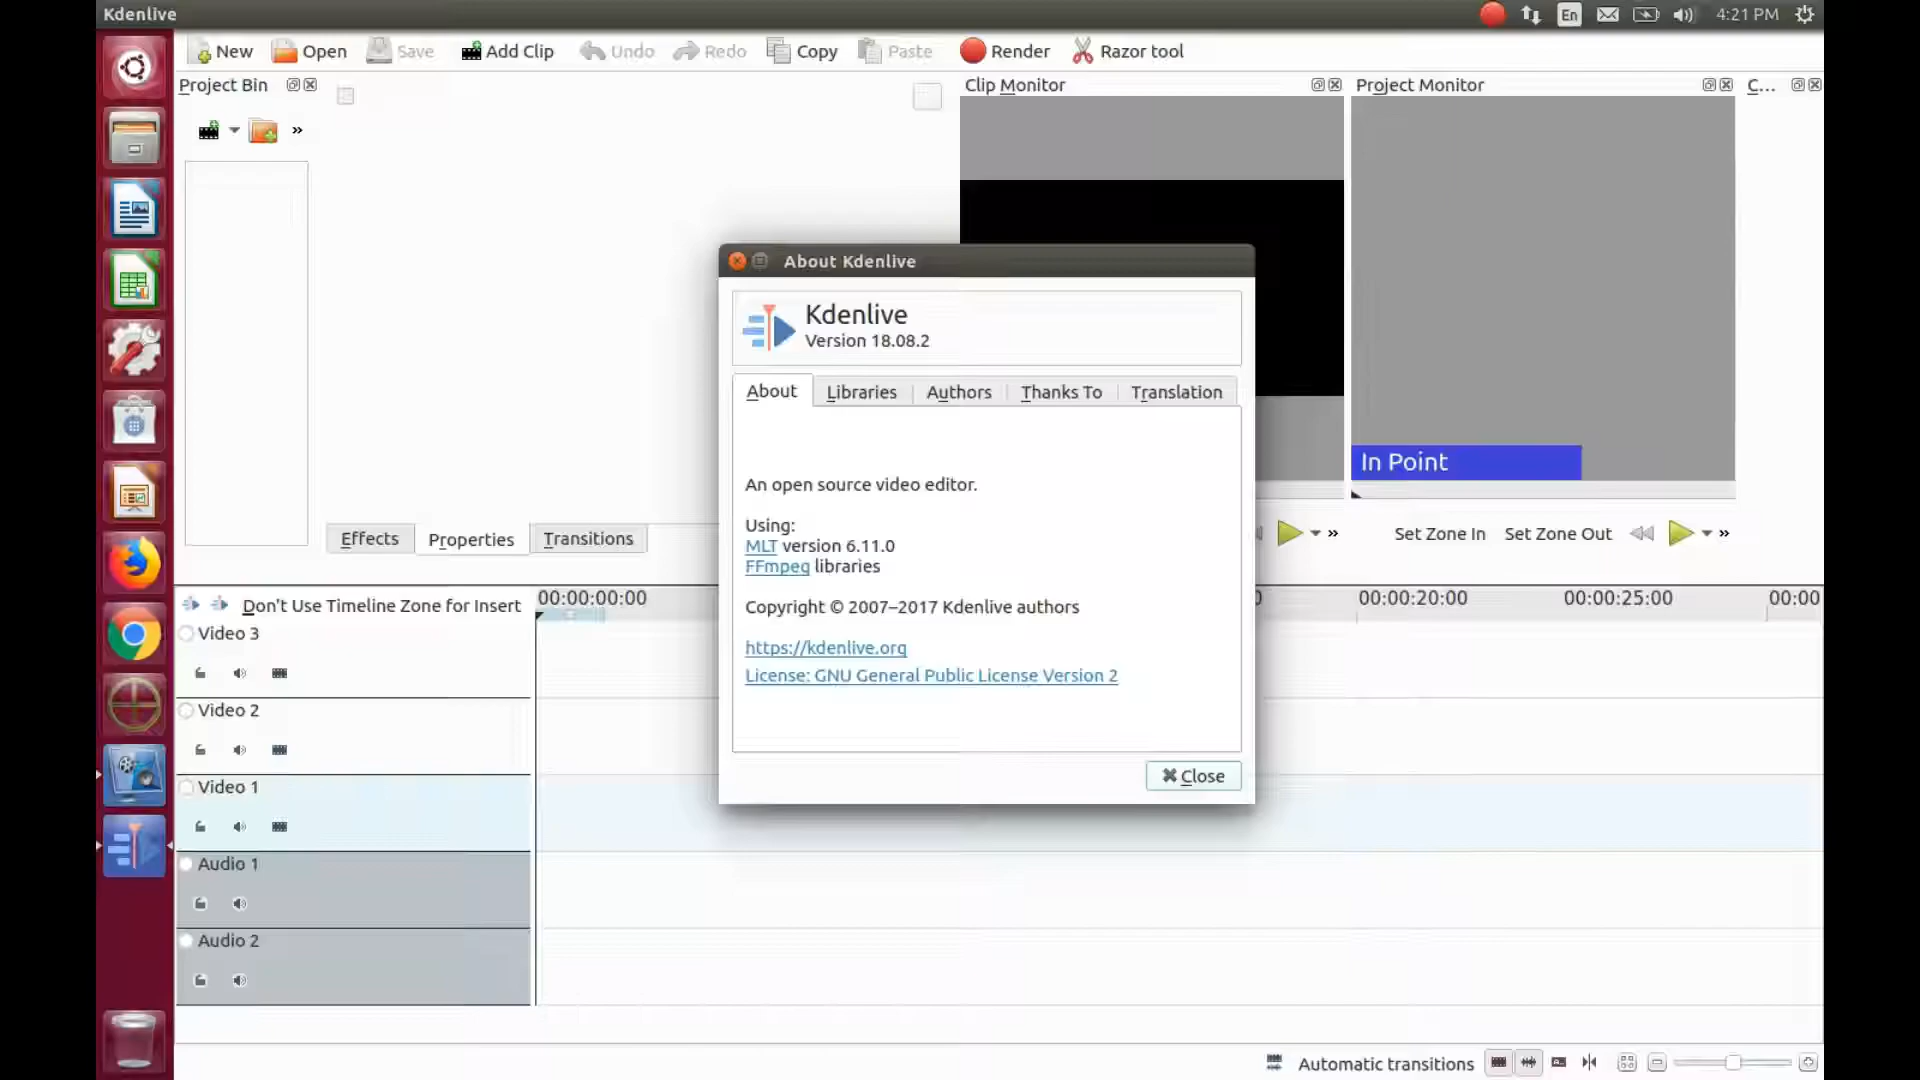 Kdenlive
En
4:21 PM
New
Open
Save
Add Clip
Undo
Redo
Copy
Paste
Render
Razor tool
Project Bin
Clip Monitor
Project Monitor
C...
»
About Kdenlive
Kdenlive
Version 18.08.2
About
Libraries
Authors
Thanks To
Translation
An open source video editor.
Using:
MLT version 6.11.0
FFmpeg libraries
Copyright © 2007–2017 Kdenlive authors
https://kdenlive.org
License: GNU General Public License Version 2
Close
In Point
Effects
Properties
Transitions
»
Set Zone In
Set Zone Out
»
Don't Use Timeline Zone for Insert
00:00:00:00
00:00:20:00
00:00:25:00
00:00
Video 3
Video 2
Video 1
Audio 1
Audio 2
Automatic transitions